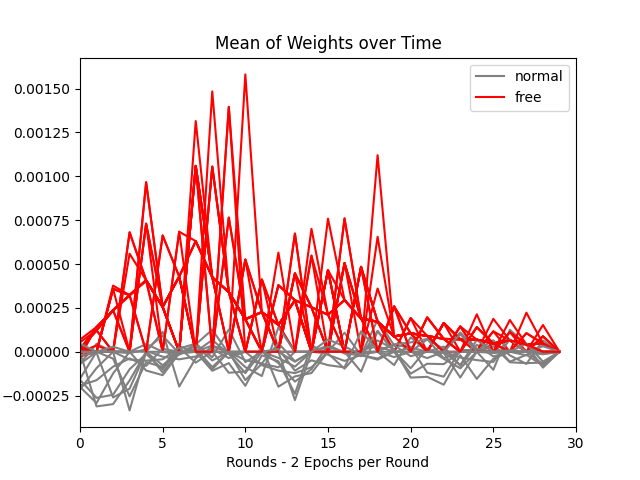 Mean of Weights over Time
normal
free
0.00150
0.00125
0.00100
0.00075
0.00050
0.00025
0.00000
−0.00025
0 5 10 15 20 25 30
Rounds - 2 Epochs per Round